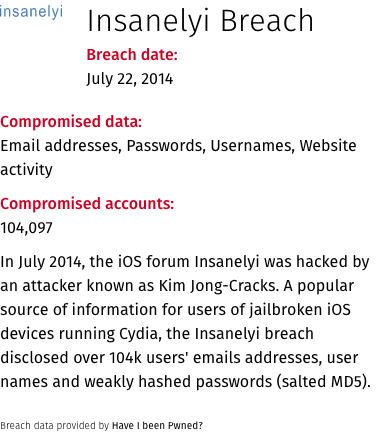 insanelyi
Insanelyi Breach
Breach date:
July 22, 2014
Compromised data:
Email addresses, Passwords, Usernames, Website
activity
Compromised accounts:
104,097
In July 2014, the iOS forum Insanelyi was hacked by
an attacker known as Kim Jong-Cracks. A popular
source of information for users of jailbroken iOS
devices running Cydia, the Insanelyi breach
disclosed over 104k users' emails addresses, user
names and weakly hashed passwords (salted MD5).
Breach data provided by Have I been Pwned?